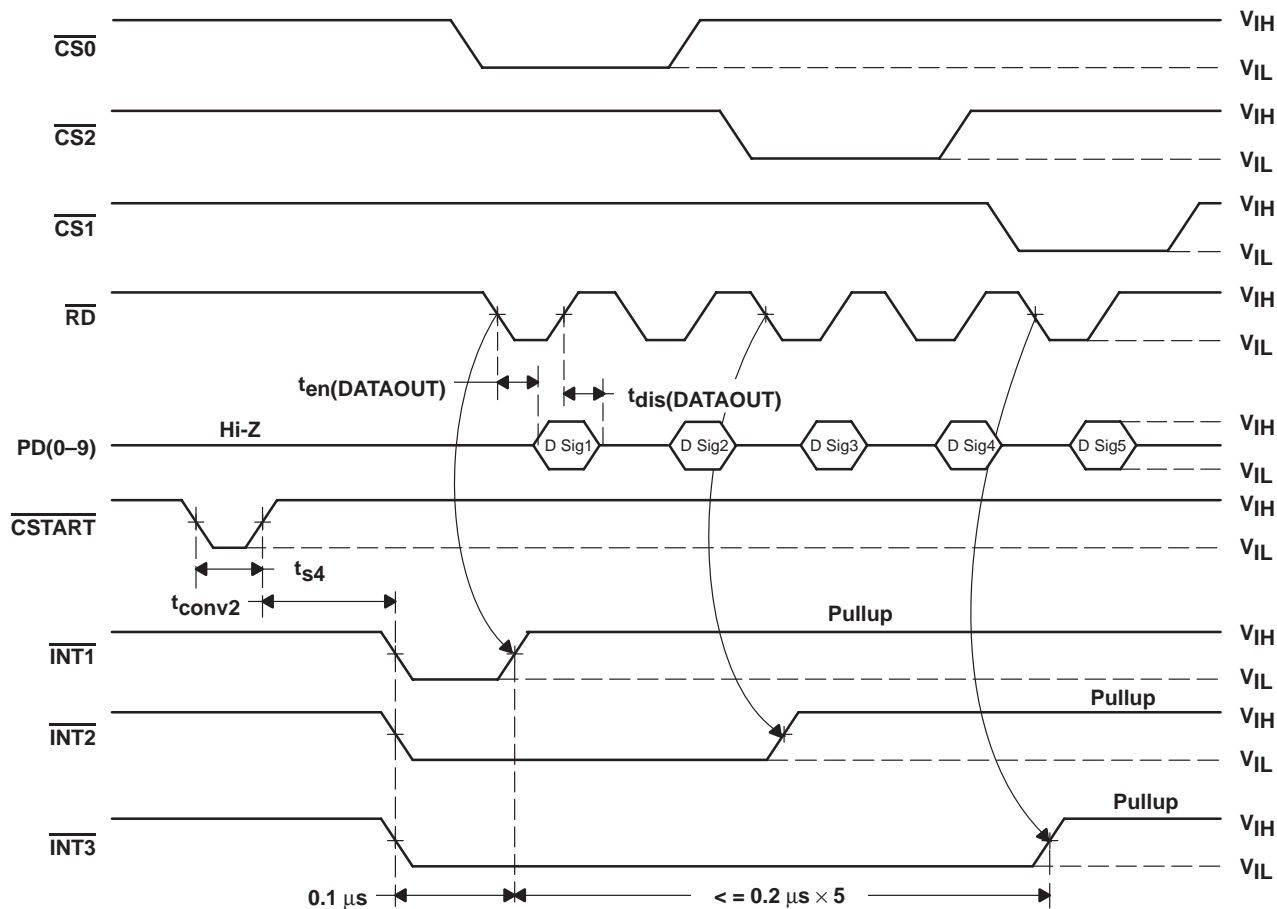 CS0
VIH
VIL
CS2
VIH
VIL
CS1
VIH
VIL
RD
VIH
VIL
ten(DATAOUT)
tdis(DATAOUT)
PD(0–9)
Hi-Z
D Sig1
D Sig2
D Sig3
D Sig4
D Sig5
VIH
VIL
CSTART
VIH
VIL
ts4
tconv2
INT1
Pullup
VIH
VIL
INT2
Pullup
VIH
VIL
INT3
Pullup
VIH
VIL
0.1 μs
< = 0.2 μs × 5